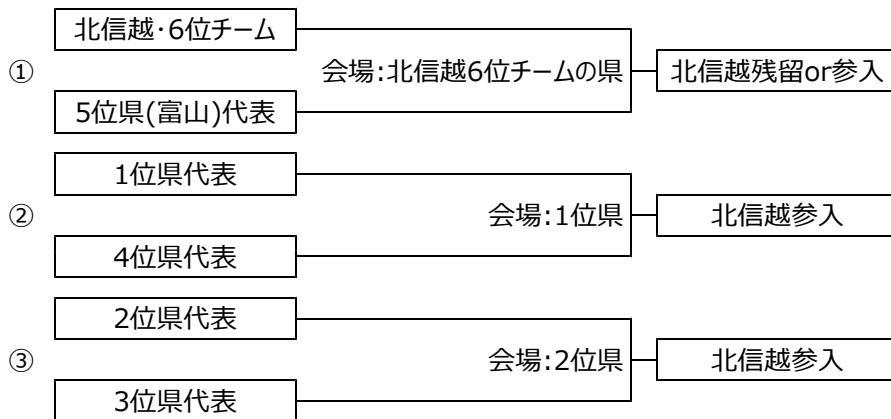 北信越・6位チーム
①
会場:北信越6位チームの県
北信越残留or参入
5位県(富山)代表
1位県代表
②
会場:1位県
北信越参入
4位県代表
2位県代表
③
会場:2位県
北信越参入
3位県代表